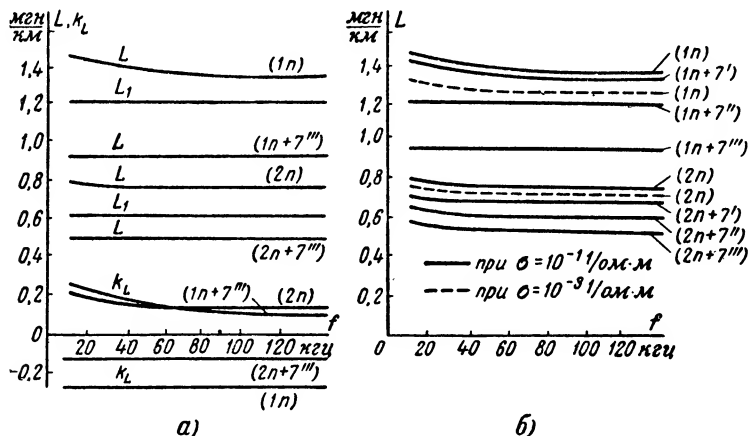 мгн/км L, k_L
1,4
1,2
1,0
0,8
0,6
0,4
0,2
0
-0,2
L (1п)
L₁
L (1п+7''')
L (2п)
L₁
L (2п+7''')
k_L (1п+7''') (2п)
f
20 40 60 80 100 120 кгц
(2п+7''')
k_L (1п)
а)
мгн/км L
1,4
1,2
1,0
0,8
0,6
0,4
0,2
0
(1п)
(1п+7')
(1п)
(1п+7'')
(1п+7''')
(2п)
(2п)
(2п+7')
(2п+7'')
(2п+7''')
при σ=10⁻¹ 1/ом·м
при σ=10⁻³ 1/ом·м
f
20 40 60 80 100 120 кгц
б)